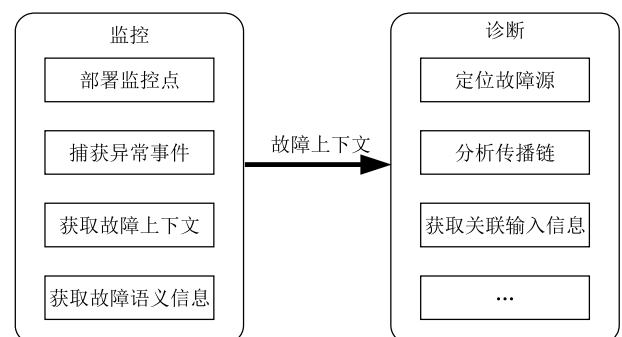 监控
部署监控点
捕获异常事件
获取故障上下文
获取故障语义信息
故障上下文
诊断
定位故障源
分析传播链
获取关联输入信息
…